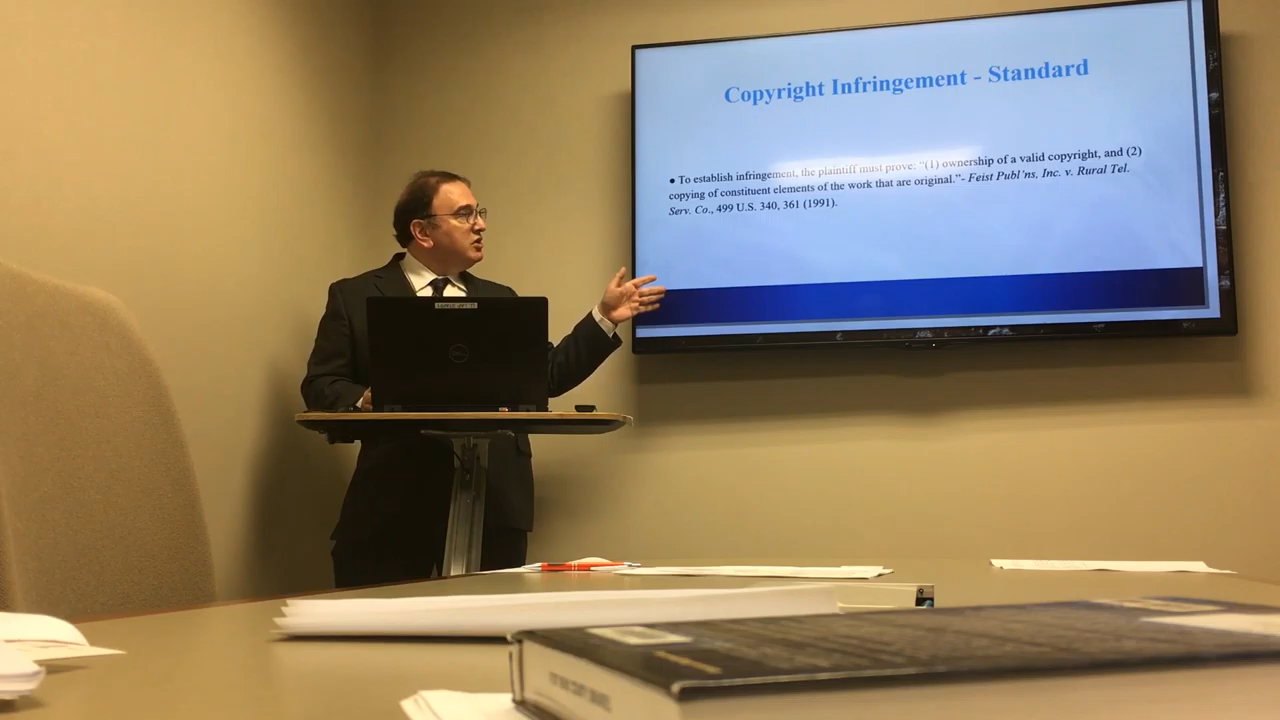 Copyright Infringement - Standard
● To establish infringement, the plaintiff must prove: “(1) ownership of a valid copyright, and (2)
copying of constituent elements of the work that are original.”- Feist Publ’ns, Inc. v. Rural Tel.
Serv. Co., 499 U.S. 340, 361 (1991).
DELL